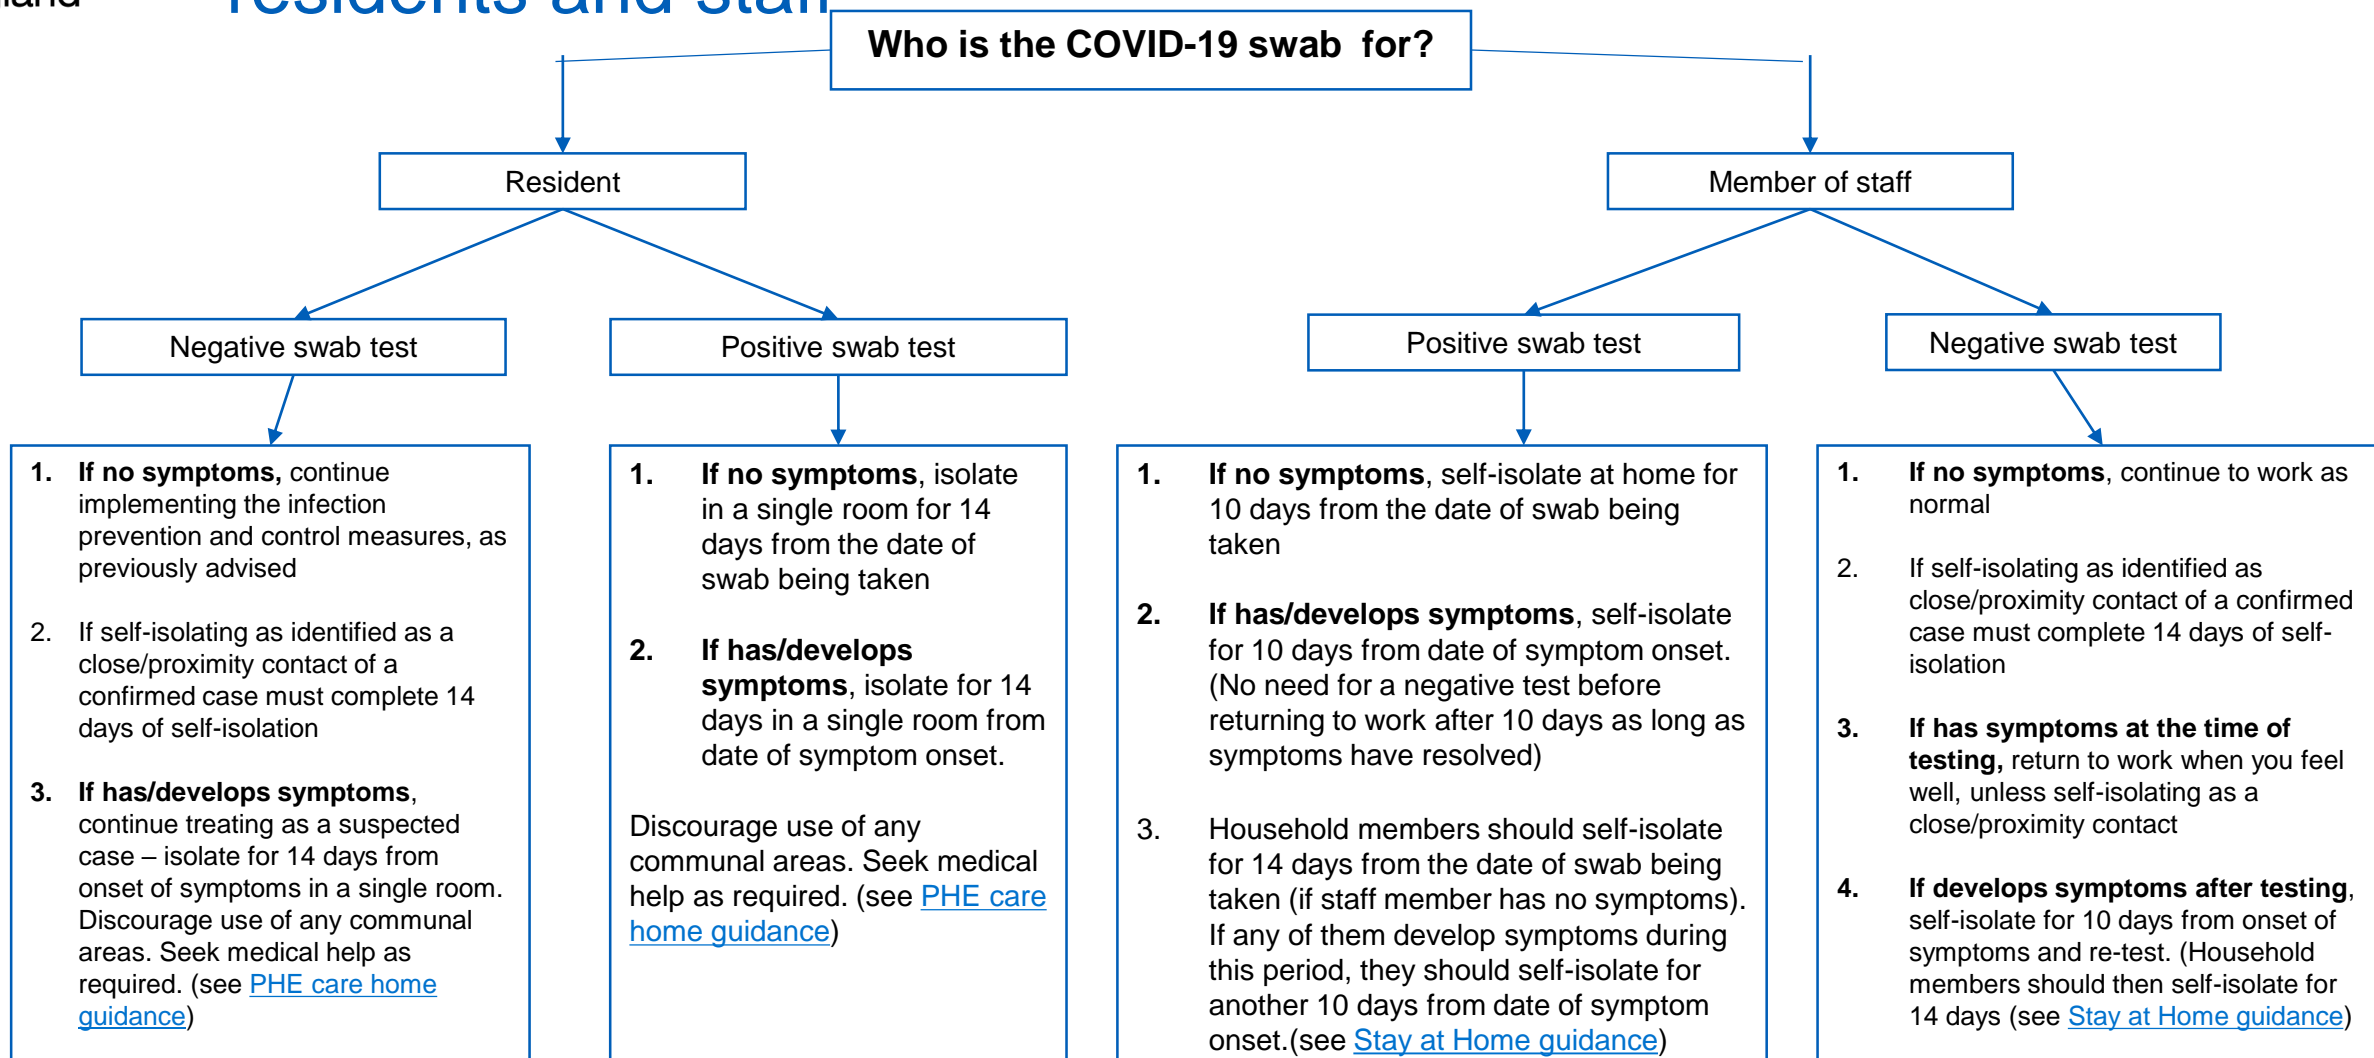 residents and staff
Who is the COVID-19 swab  for?
Resident
Member of staff
Negative swab test
Positive swab test
Positive swab test
Negative swab test
1. If no symptoms, continue
implementing the infection
prevention and control measures, as
previously advised
2. If self-isolating as identified as a
close/proximity contact of a
confirmed case must complete 14
days of self-isolation
3. If has/develops symptoms,
continue treating as a suspected
case – isolate for 14 days from
onset of symptoms in a single room.
Discourage use of any communal
areas. Seek medical help as
required. (see PHE care home
guidance)
1. If no symptoms, isolate
in a single room for 14
days from the date of
swab being taken
2. If has/develops
symptoms, isolate for 14
days in a single room from
date of symptom onset.
Discourage use of any
communal areas. Seek medical
help as required. (see PHE care
home guidance)
1. If no symptoms, self-isolate at home for
10 days from the date of swab being
taken
2. If has/develops symptoms, self-isolate
for 10 days from date of symptom onset.
(No need for a negative test before
returning to work after 10 days as long as
symptoms have resolved)
3. Household members should self-isolate
for 14 days from the date of swab being
taken (if staff member has no symptoms).
If any of them develop symptoms during
this period, they should self-isolate for
another 10 days from date of symptom
onset.(see Stay at Home guidance)
1. If no symptoms, continue to work as
normal
2. If self-isolating as identified as
close/proximity contact of a confirmed
case must complete 14 days of self-
isolation
3. If has symptoms at the time of
testing, return to work when you feel
well, unless self-isolating as a
close/proximity contact
4. If develops symptoms after testing,
self-isolate for 10 days from onset of
symptoms and re-test. (Household
members should then self-isolate for
14 days (see Stay at Home guidance)